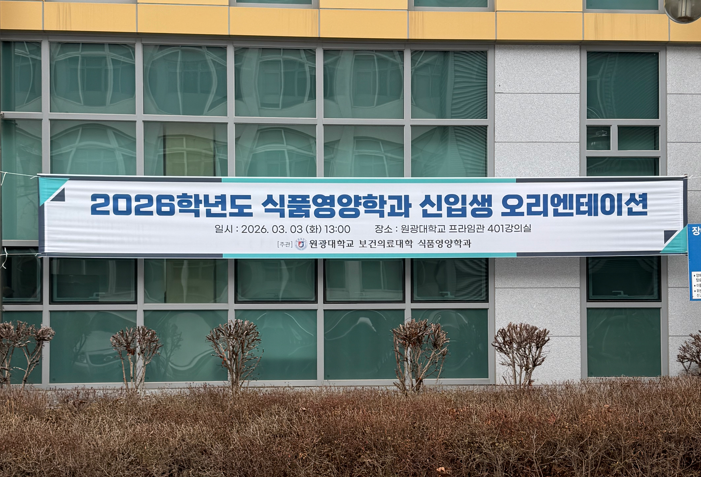 2026학년도 식품영양학과 신입생 오리엔테이션
일시 : 2026. 03. 03 (화) 13:00 장소 : 원광대학교 프라임관 401강의실
[주관] 원광대학교 보건의료대학 식품영양학과
장